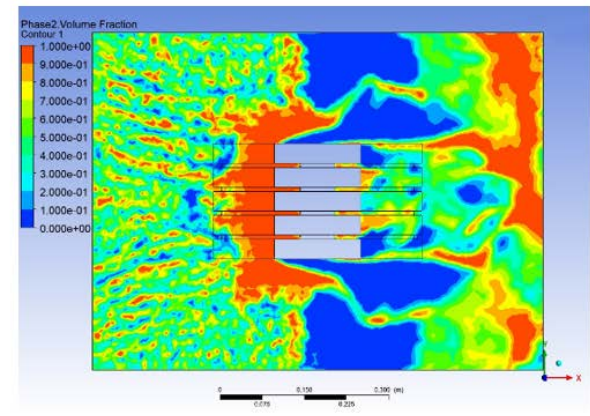 Phase2.Volume Fraction
Contour 1
1.000e+00
9.000e-01
8.000e-01
7.000e-01
6.000e-01
5.000e-01
4.000e-01
3.000e-01
2.000e-01
1.000e-01
0.000e+00
Y
X
0 0.150 0.300 (m)
0.075 0.225